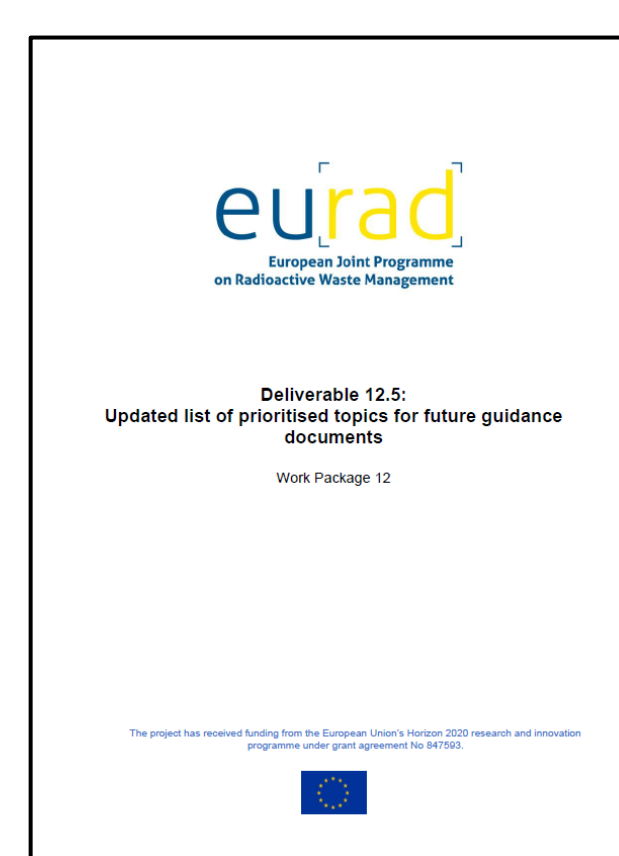 eurad
European Joint Programme
on Radioactive Waste Management
Deliverable 12.5:
Updated list of prioritised topics for future guidance
documents
Work Package 12
The project has received funding from the European Union's Horizon 2020 research and innovation
programme under grant agreement No 847593.